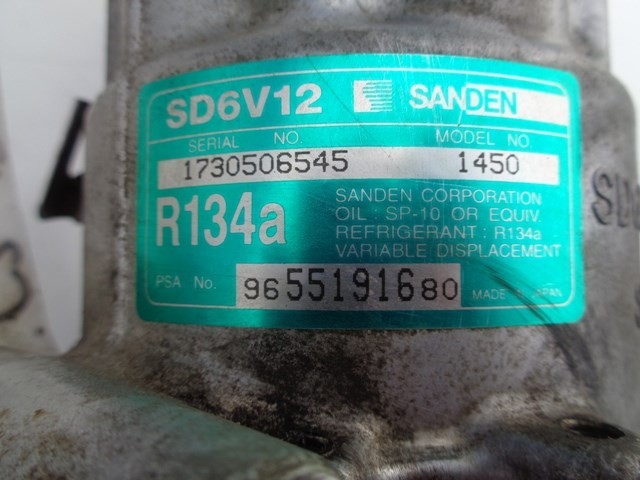 SD6V12 SANDEN
SERIAL NO. MODEL NO.
1730506545 1450
R134a
SANDEN CORPORATION
OIL : SP-10 OR EQUIV.
REFRIGERANT : R134a
VARIABLE DISPLACEMENT
PSA No. 9655191680 MADE IN JAPAN